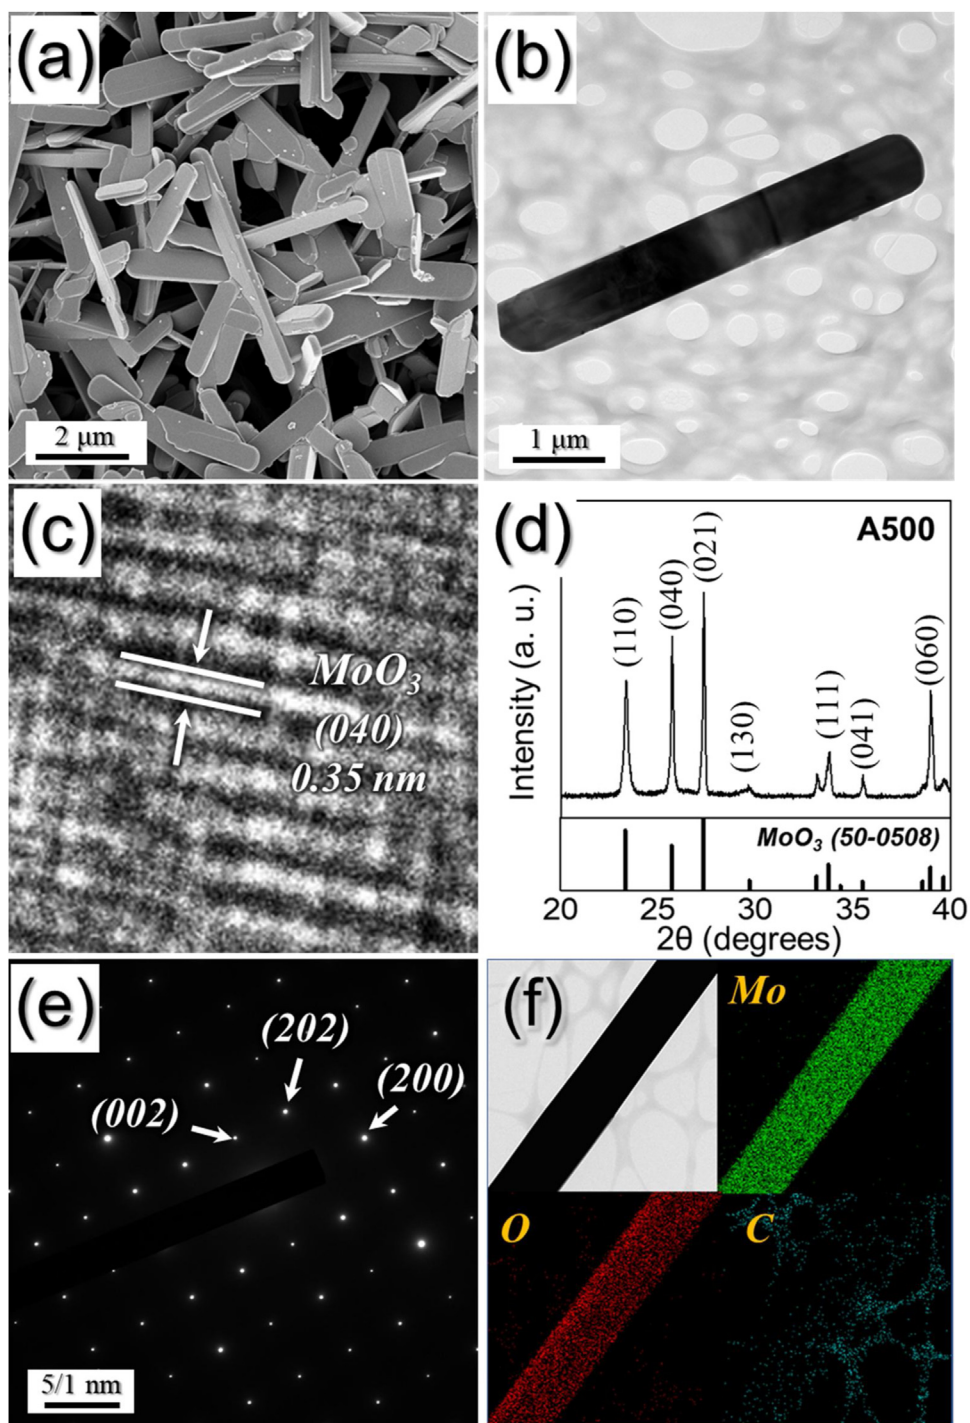 (a)
2 μm
(b)
1 μm
(c)
MoO3
(040)
0.35 nm
(d)
A500
Intensity (a. u.)
(110)
(040)
(021)
(130)
(111)
(041)
(060)
MoO3 (50-0508)
20 25 30 35 40
2θ (degrees)
(e)
(202)
(200)
(002)
5/1 nm
(f)
Mo
O
C